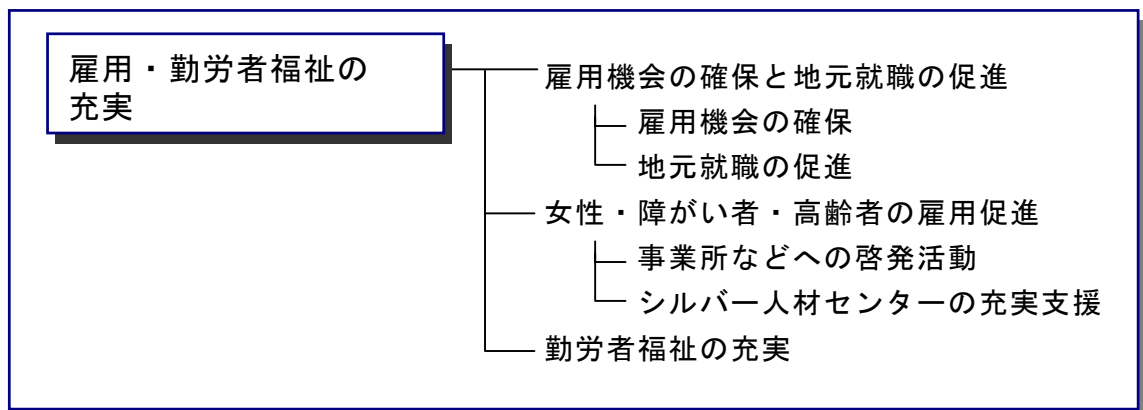 雇用・勤労者福祉の
充実
雇用機会の確保と地元就職の促進
雇用機会の確保
地元就職の促進
女性・障がい者・高齢者の雇用促進
事業所などへの啓発活動
シルバー人材センターの充実支援
勤労者福祉の充実